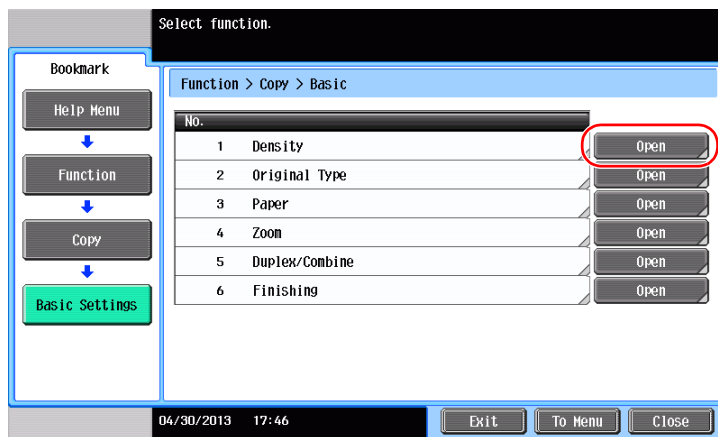 Select function.
Bookmark
Help Menu
Function
Copy
Basic Settings
Function > Copy > Basic
No.
1 Density Open
2 Original Type Open
3 Paper Open
4 Zoom Open
5 Duplex/Combine Open
6 Finishing Open
04/30/2013 17:46 Exit To Menu Close